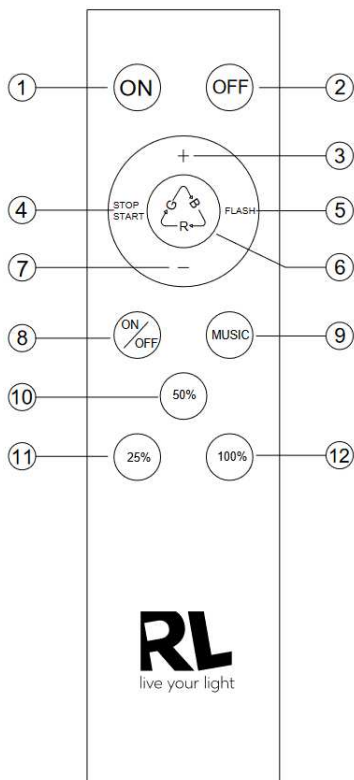 1 ON OFF 2
+ 3
4 STOP START G B FLASH 5
R
7 − 6
8 ON/OFF MUSIC 9
10 50%
11 25% 100% 12
RL
live your light